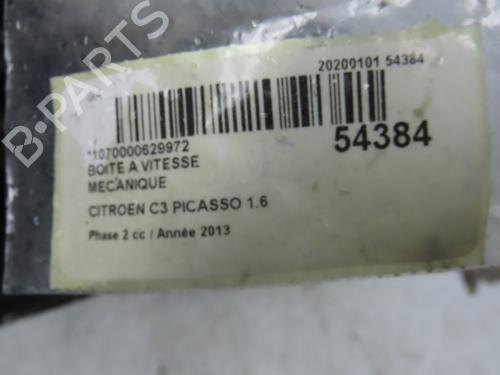 20200101 54384
*1070000629972
54384
BOITE A VITESSE
MECANIQUE
CITROEN C3 PICASSO 1.6
Phase 2 cc / Année 2013
B-PARTS